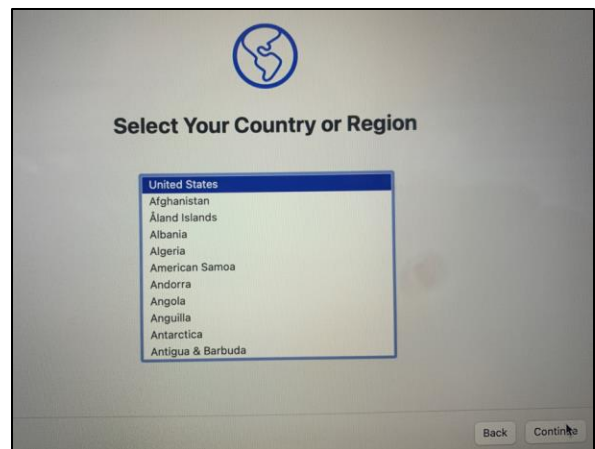 Select Your Country or Region
United States
Afghanistan
Åland Islands
Albania
Algeria
American Samoa
Andorra
Angola
Anguilla
Antarctica
Antigua & Barbuda
Back Continue